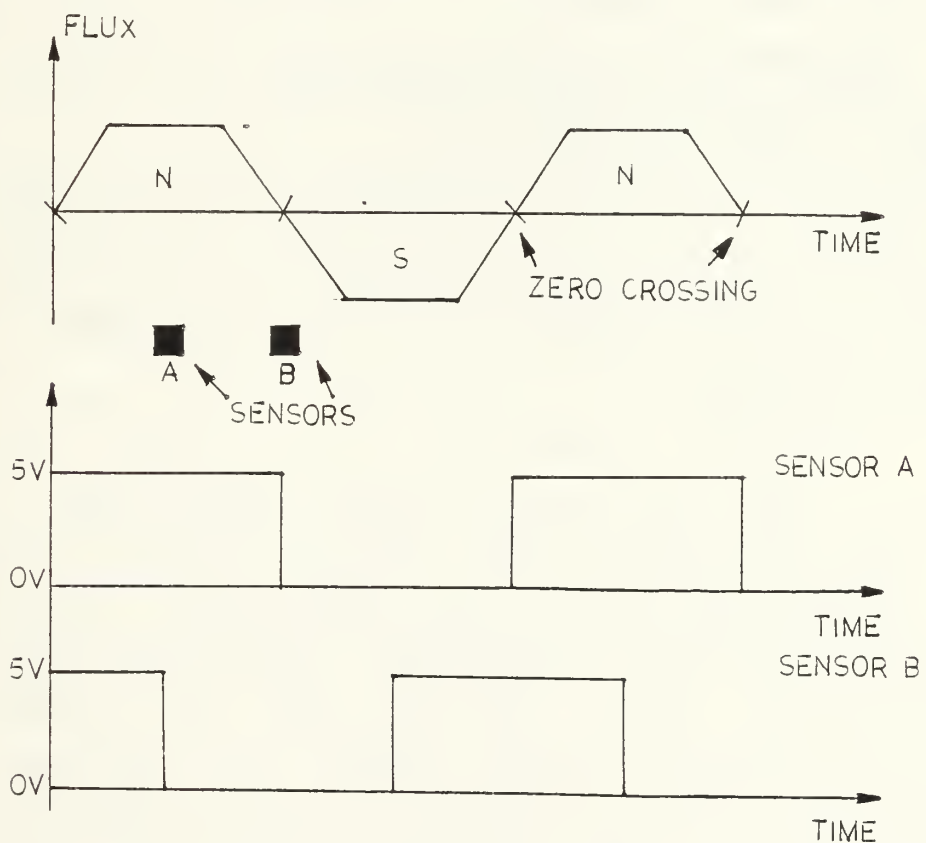 FLUX
N
N
S
TIME
ZERO CROSSING
A
B
SENSORS
5V
SENSOR A
0V
TIME
5V
SENSOR B
0V
TIME